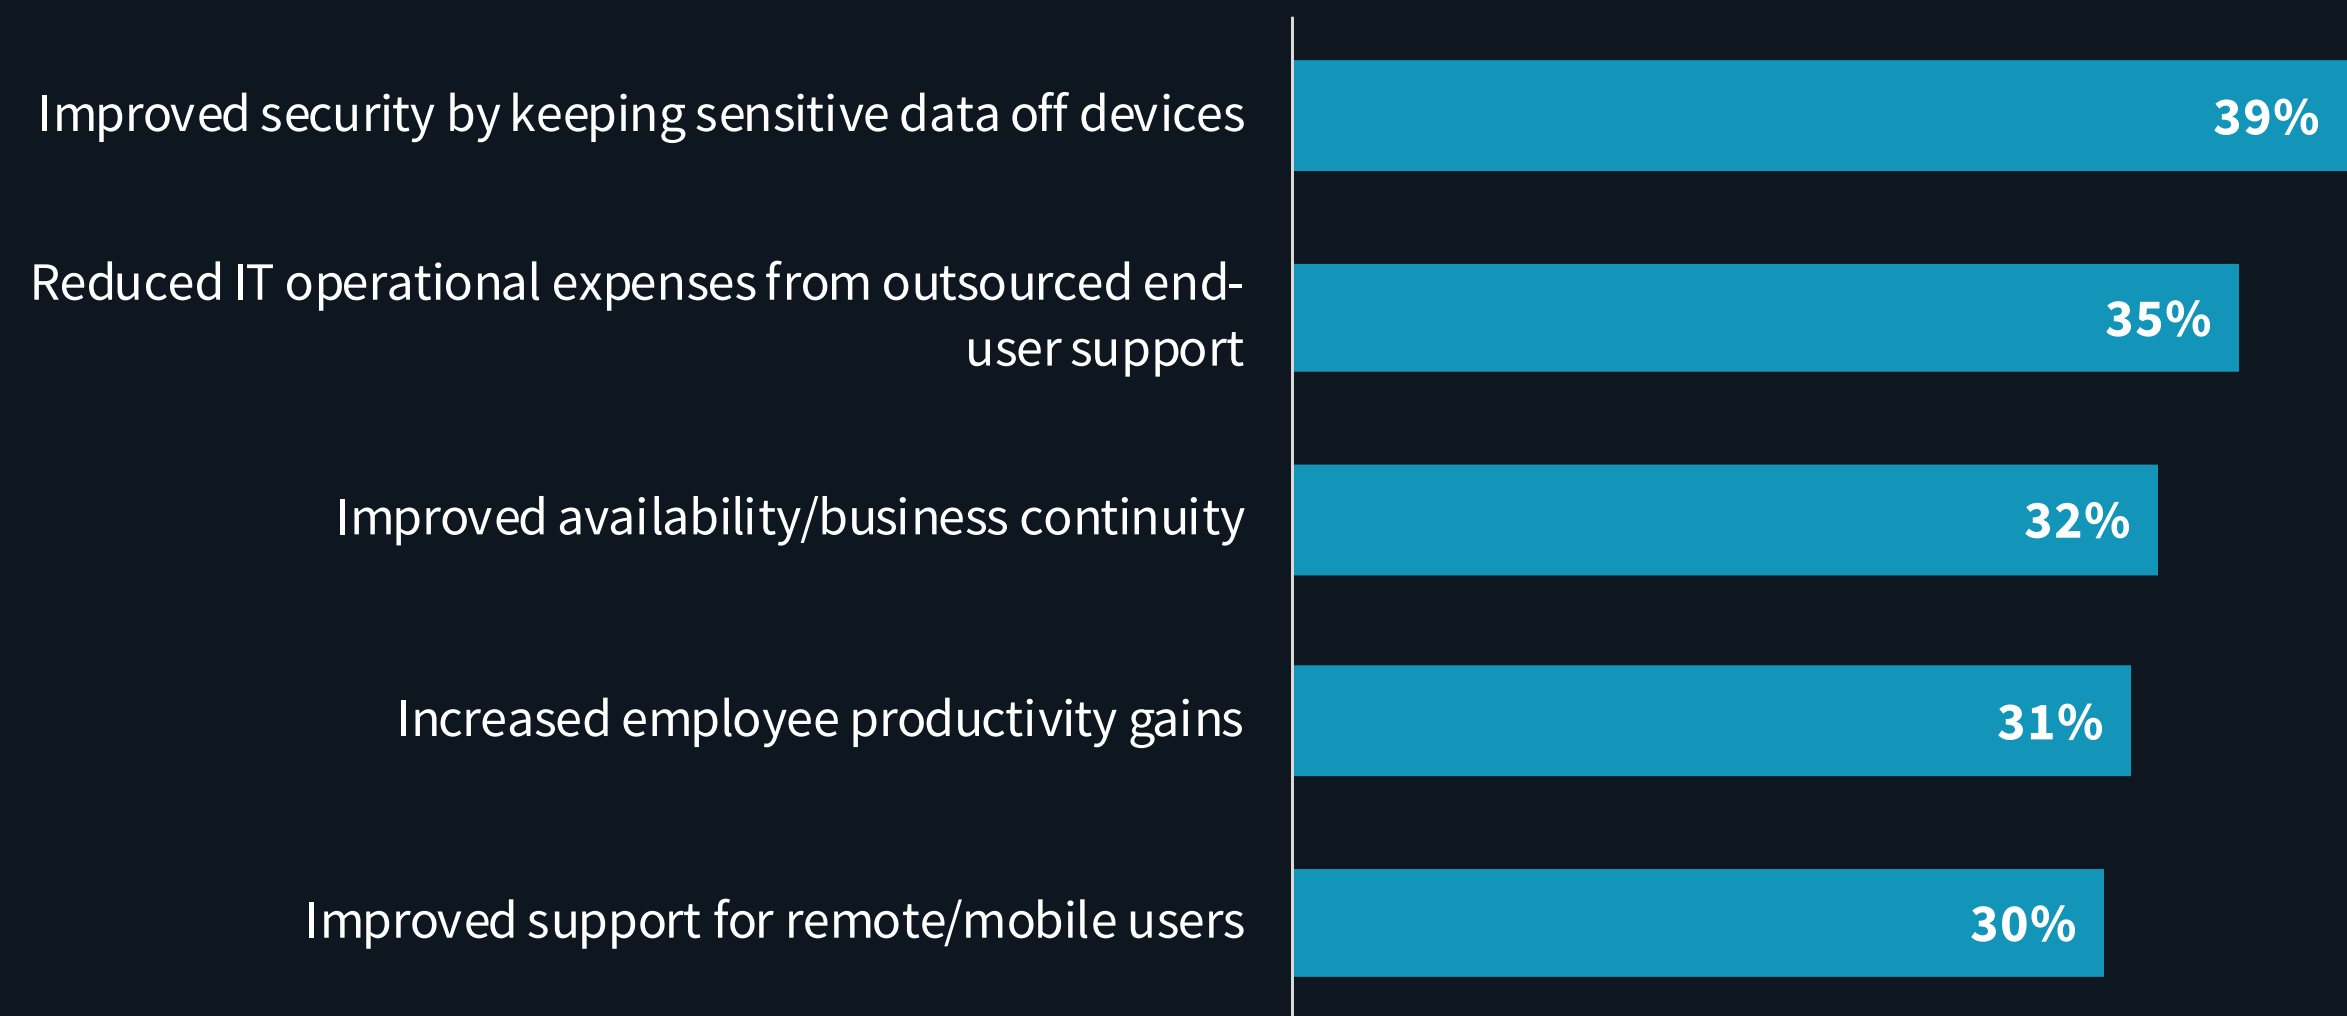 Improved security by keeping sensitive data off devices
39%
Reduced IT operational expenses from outsourced end-
user support
35%
Improved availability/business continuity
32%
Increased employee productivity gains
31%
Improved support for remote/mobile users
30%